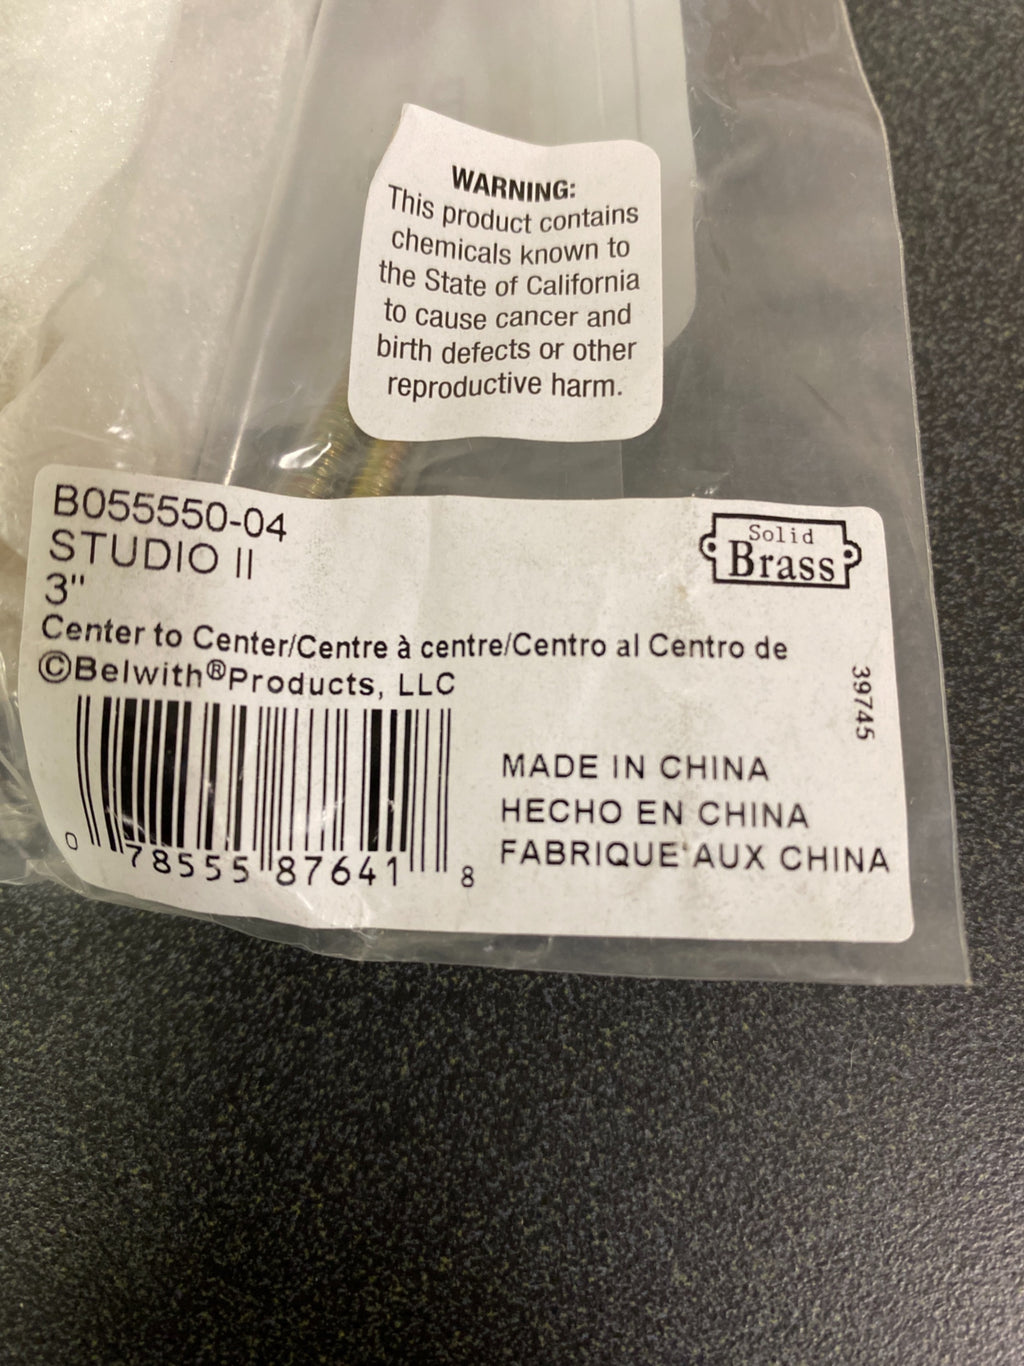 WARNING:
This product contains
chemicals known to
the State of California
to cause cancer and
birth defects or other
reproductive harm.
B055550-04
STUDIO II
3"
Center to Center/Centre à centre/Centro al Centro de
©Belwith®Products, LLC
Solid
Brass
39745
0 78555 87641 8
MADE IN CHINA
HECHO EN CHINA
FABRIQUE AUX CHINA